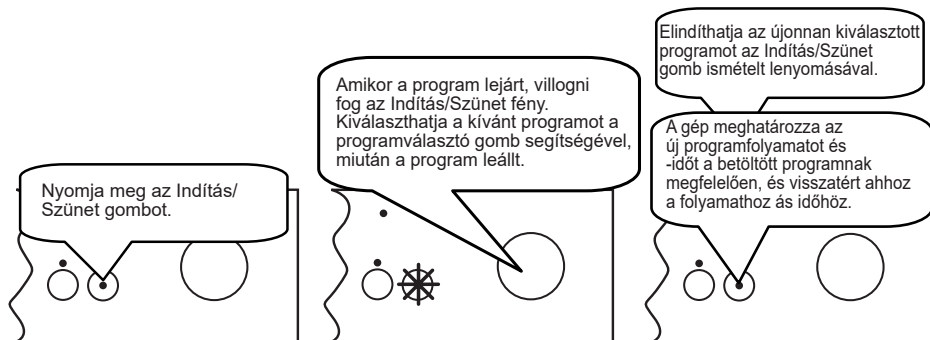 Nyomja meg az Indítás/
Szünet gombot.
Amikor a program lejárt, villogni
fog az Indítás/Szünet fény.
Kiválaszthatja a kívánt programot a
programválasztó gomb segítségével,
miután a program leállt.
Elindíthatja az újonnan kiválasztott
programot az Indítás/Szünet
gomb ismételt lenyomásával.
A gép meghatározza az
új programfolyamatot és
-időt a betöltött programnak
megfelelően, és visszatért ahhoz
a folyamathoz ás időhöz.